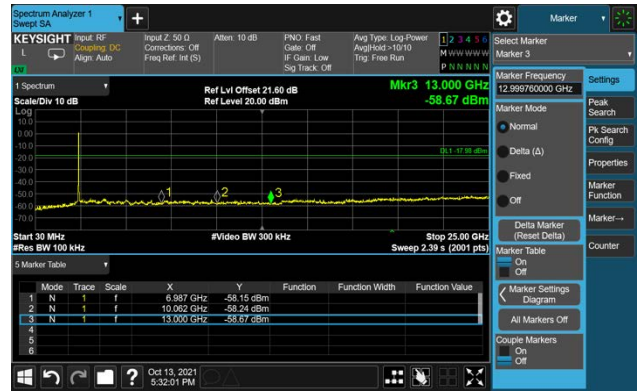 Spectrum Analyzer 1
Swept SA
Marker
KEYSIGHT
L
Input: RF
Coupling: DC
Align: Auto
Input Z: 50 Ω
Corrections: Off
Freq Ref: Int (S)
Atten: 10 dB
PNO: Fast
Gate: Off
IF Gain: Low
Sig Track: Off
Avg Type: Log-Power
Avg|Hold:>10/10
Trig: Free Run
1 2 3 4 5 6
M W W W W W
P N N N N N
Select Marker
Marker 3
1 Spectrum
Scale/Div 10 dB
Ref Lvl Offset 21.60 dB
Ref Level 20.00 dBm
Mkr3 13.000 GHz
-58.67 dBm
Log
10.0
0.00
-10.0
-20.0
-30.0
-40.0
-50.0
-60.0
-70.0
DL1 -17.98 dBm
1
2
3
Start 30 MHz
#Res BW 100 kHz
#Video BW 300 kHz
Stop 25.00 GHz
Sweep 2.39 s (2001 pts)
5 Marker Table
Mode Trace Scale X Y Function Function Width Function Value
1 N 1 f 6.987 GHz -58.15 dBm
2 N 1 f 10.062 GHz -58.24 dBm
3 N 1 f 13.000 GHz -58.67 dBm
4
5
6
Marker Frequency
12.999760000 GHz
Marker Mode
Normal
Delta (Δ)
Fixed
Off
Delta Marker
(Reset Delta)
Marker Table
On
Off
Marker Settings
Diagram
All Markers Off
Couple Markers
On
Off
Settings
Peak
Search
Pk Search
Config
Properties
Marker
Function
Marker→
Counter
?
Oct 13, 2021
5:32:01 PM